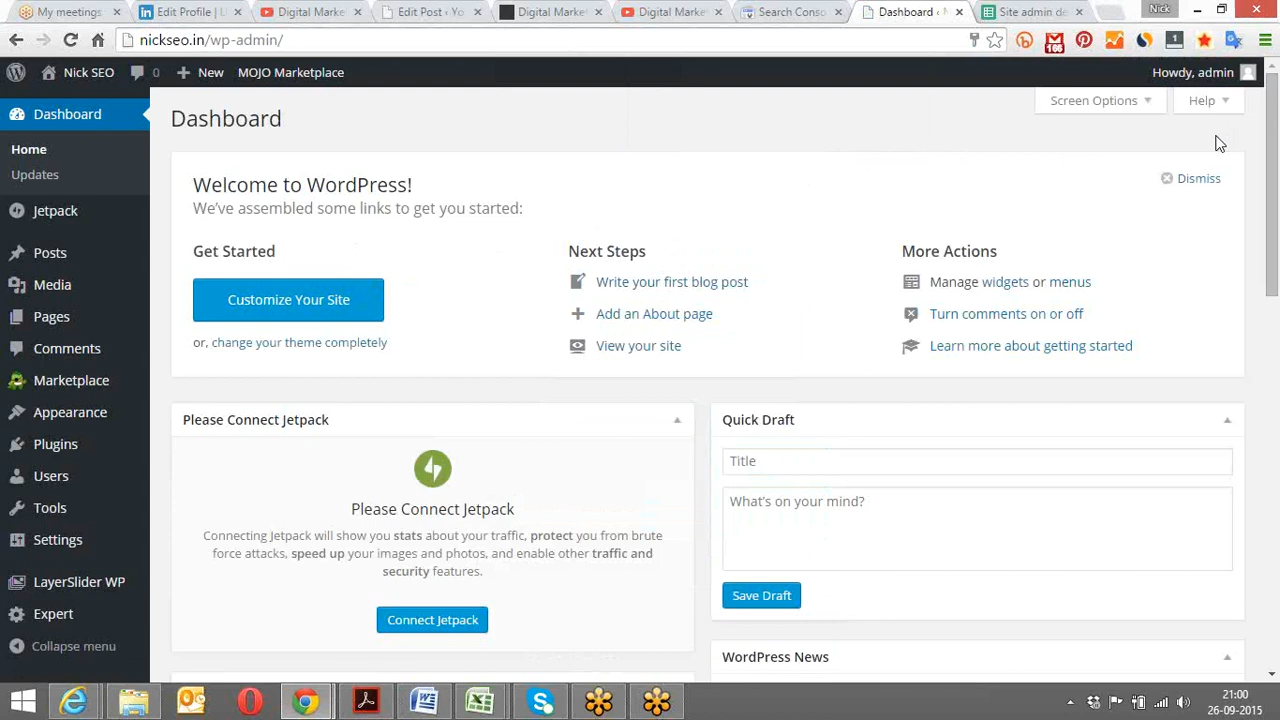 My meetings
Edit Profile | L
Digital Marke
Edit Post ‹ Yo
Digital Marke
Digital Marke
Search Conso
Dashboard ‹
Site admin de
Nick
nickseo.in/wp-admin/
166
1
Nick SEO
0
New
MOJO Marketplace
Howdy, admin
Dashboard
Home
Updates
Jetpack
Posts
Media
Pages
Comments
Marketplace
Appearance
Plugins
Users
Tools
Settings
LayerSlider WP
Expert
Collapse menu
Screen Options
Help
Dashboard
Dismiss
Welcome to WordPress!
We've assembled some links to get you started:
Get Started
Customize Your Site
or, change your theme completely
Next Steps
Write your first blog post
Add an About page
View your site
More Actions
Manage widgets or menus
Turn comments on or off
Learn more about getting started
Please Connect Jetpack
Please Connect Jetpack
Connecting Jetpack will show you stats about your traffic, protect you from brute
force attacks, speed up your images and photos, and enable other traffic and
security features.
Connect Jetpack
Quick Draft
Title
What's on your mind?
Save Draft
WordPress News
21:00
26-09-2015